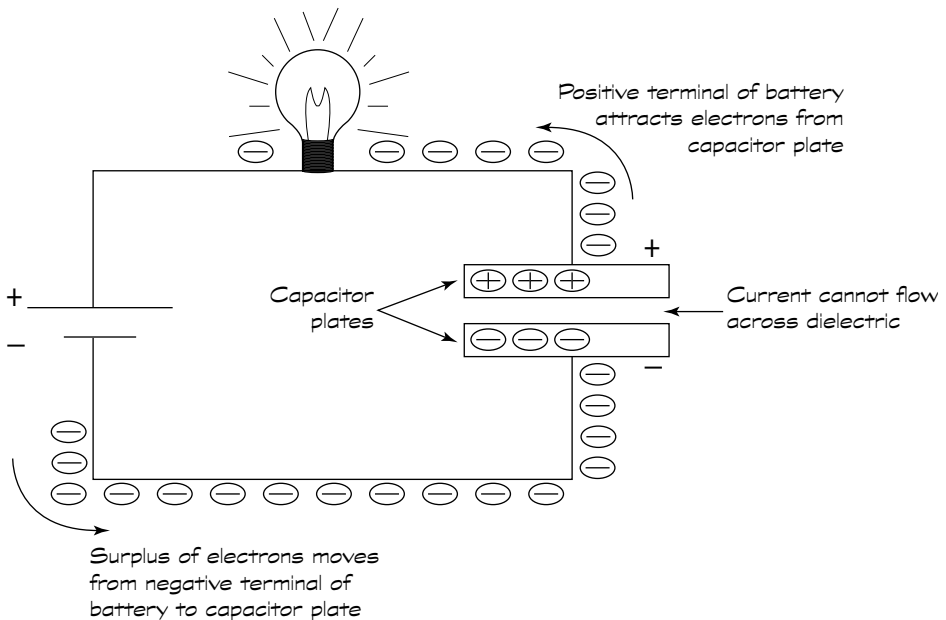 Positive terminal of battery
attracts electrons from
capacitor plate
+
+
Capacitor
plates
Current cannot flow
across dielectric
−
−
Surplus of electrons moves
from negative terminal of
battery to capacitor plate